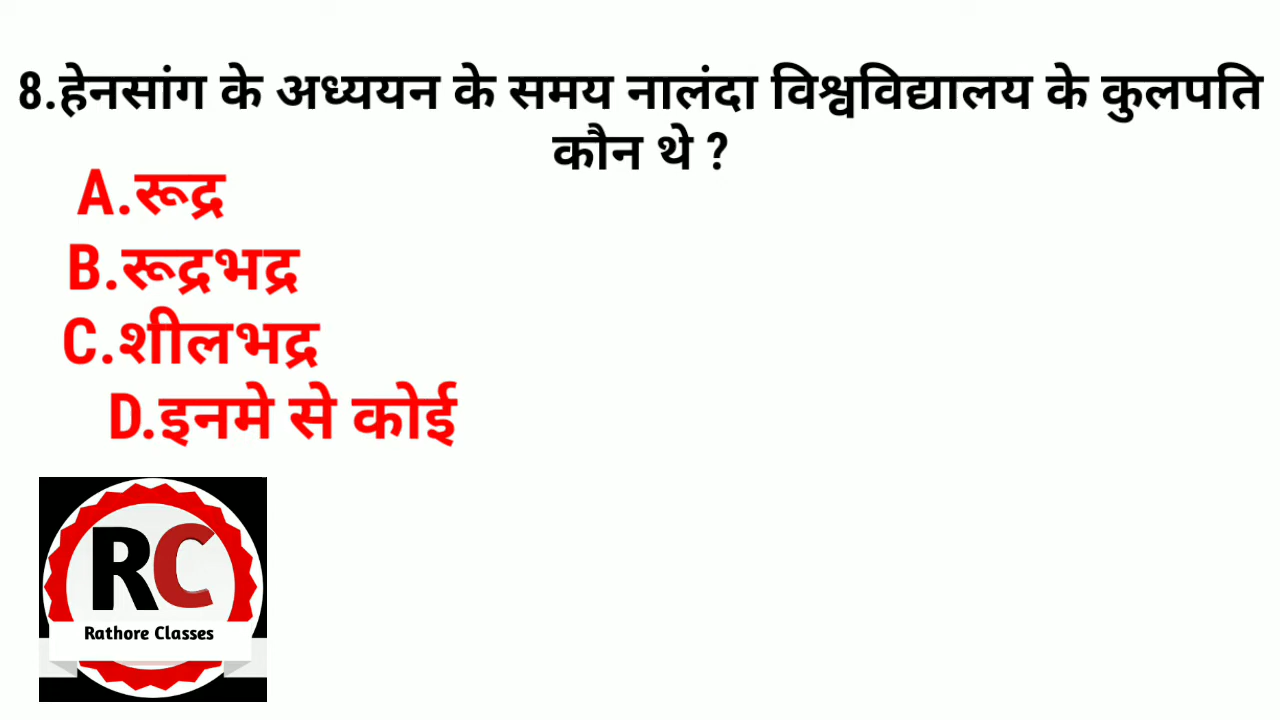 8.हेनसांग के अध्ययन के समय नालंदा विश्वविद्यालय के कुलपति
कौन थे ?
A.रूद्र
B.रूद्रभद्र
C.शीलभद्र
D.इनमे से कोई
RC
Rathore Classes